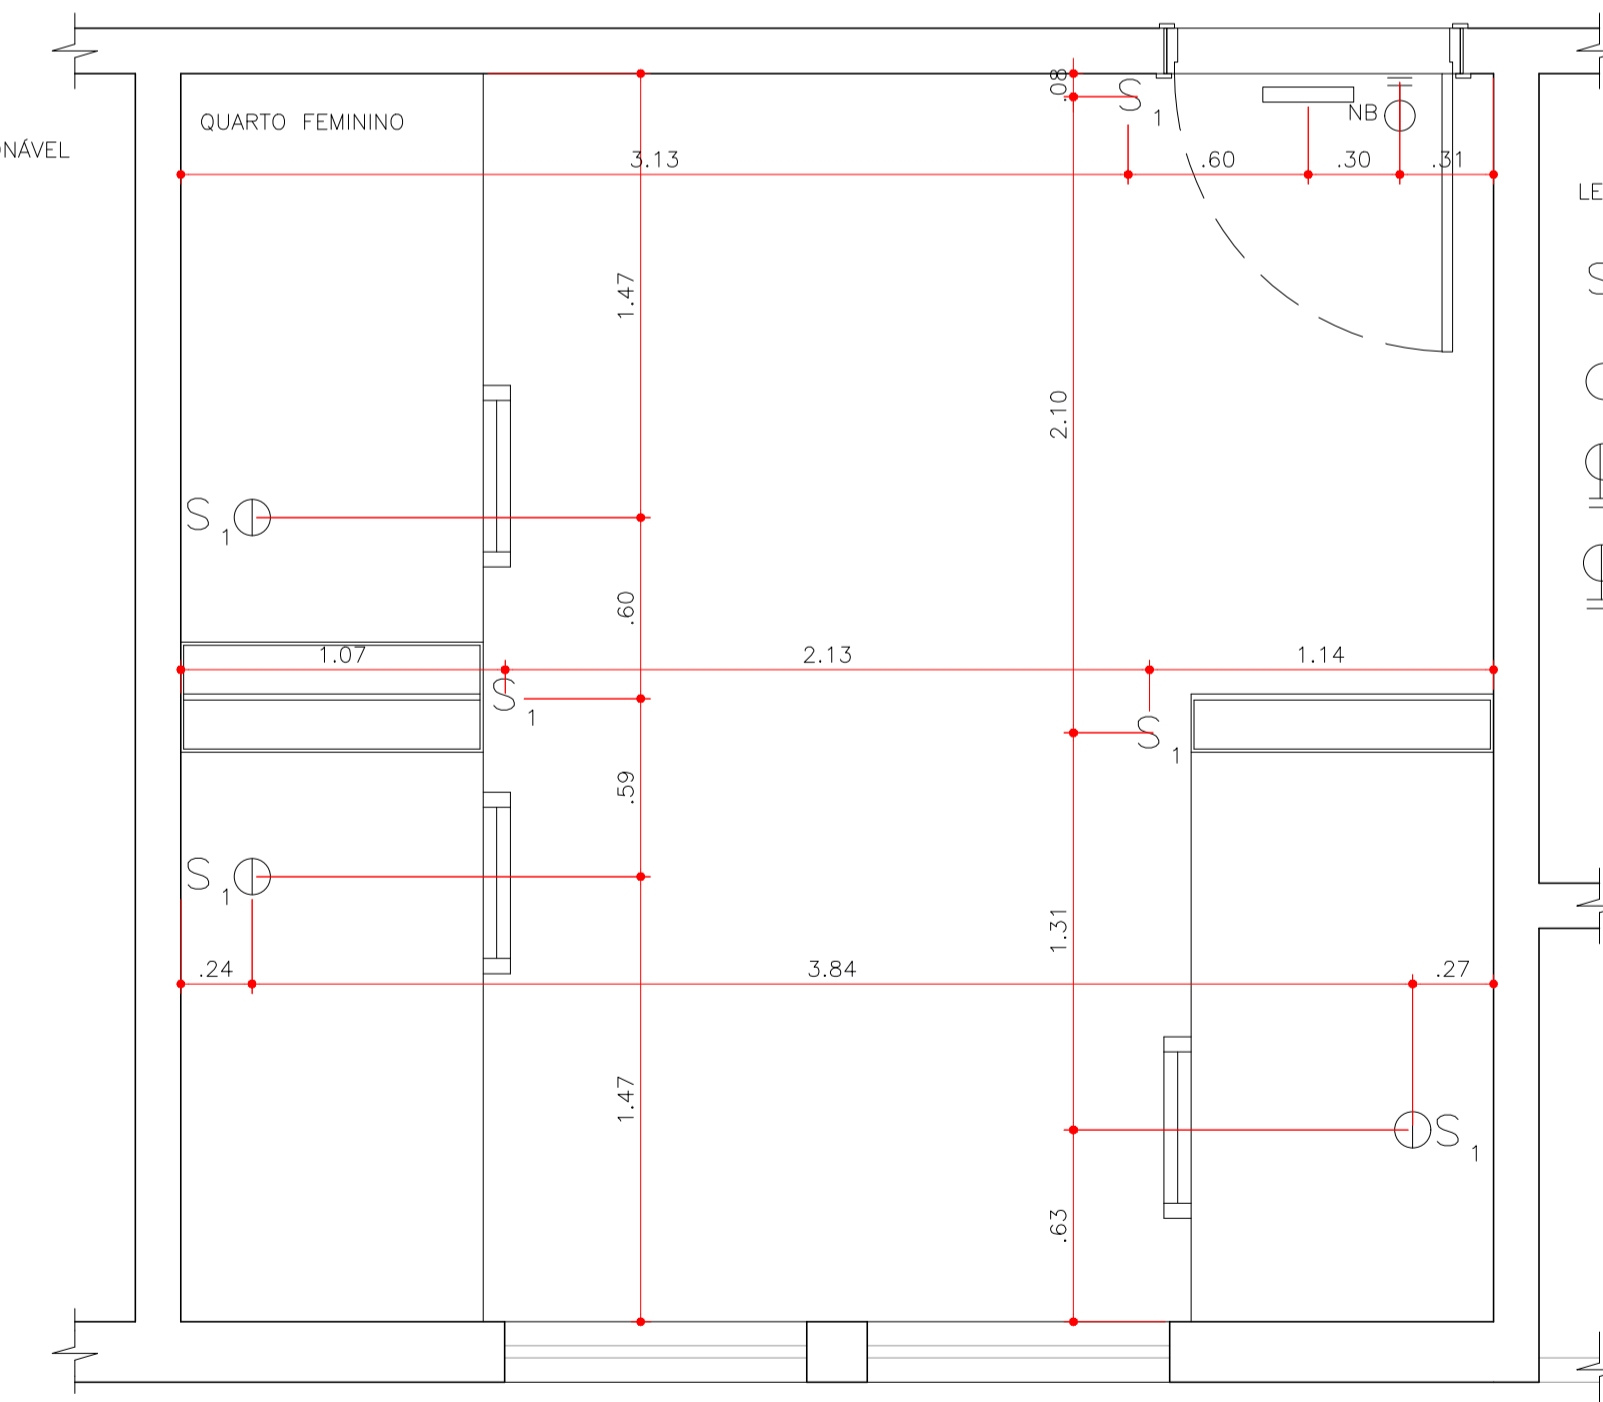 .08
S 1
QUARTO FEMININO
NB
ONÁVEL
3.13
.60
.30
.31
LE
S
1.47
2.10
S 1
.60
1.07
2.13
1.14
S 1
S 1
.59
S 1
1.31
.24
3.84
.27
1.47
S 1
.63